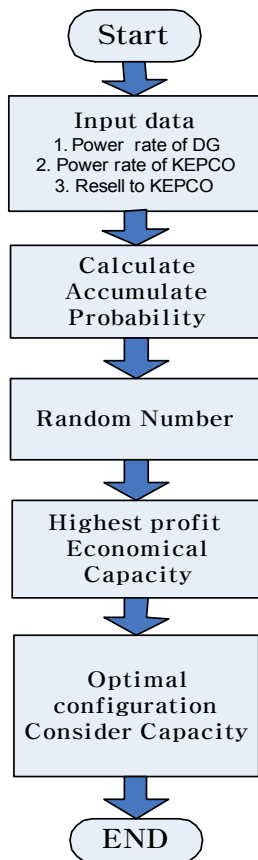 Start
Input data
1. Power rate of DG
2. Power rate of KEPCO
3. Resell to KEPCO
Calculate
Accumulate
Probability
Random Number
Highest profit
Economical
Capacity
Optimal
configuration
Consider Capacity
END